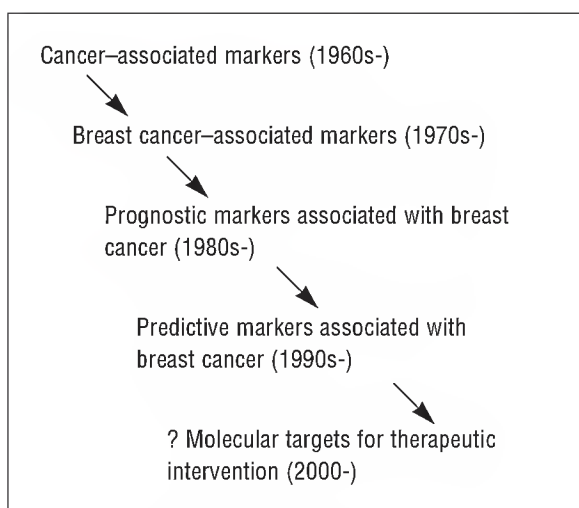 Cancer–associated markers (1960s-)
Breast cancer–associated markers (1970s-)
Prognostic markers associated with breast
cancer (1980s-)
Predictive markers associated with
breast cancer (1990s-)
? Molecular targets for therapeutic
intervention (2000-)